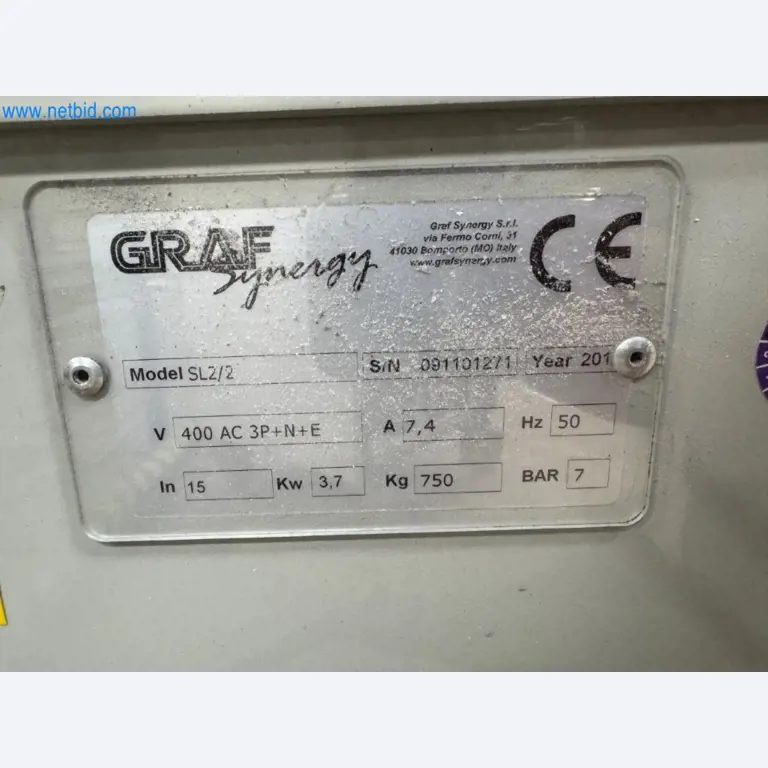 www.netbid.com
GRAF
Synergy
Graf Synergy S.r.l.
via Fermo Corni, 31
41030 Bomporto (MO) Italy
www.grafsynergy.com
CE
Model SL2/2
S/N 091101271 Year 201
V 400 AC 3P+N+E A 7,4 Hz 50
In 15 Kw 3,7 Kg 750 BAR 7